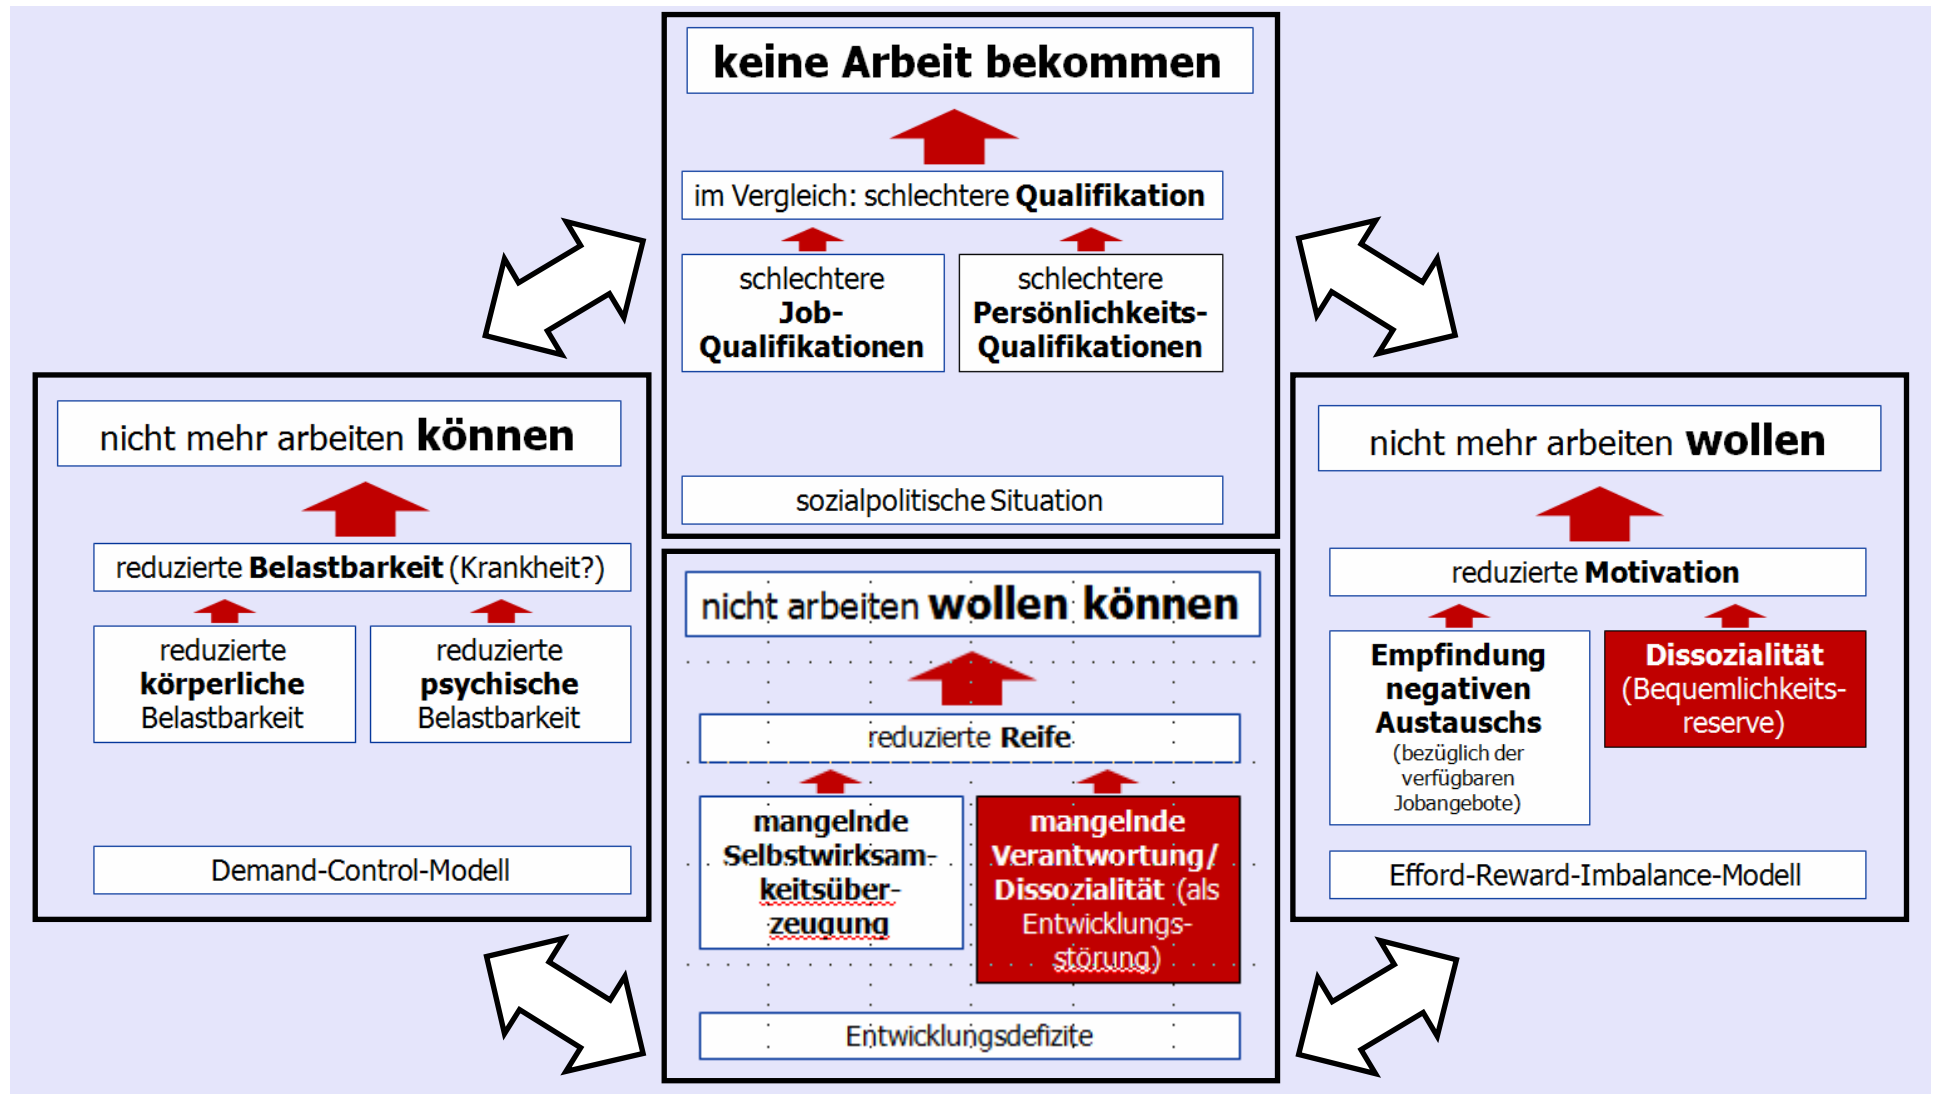 keine Arbeit bekommen
im Vergleich: schlechtere Qualifikation
schlechtere
Job-
Qualifikationen
schlechtere
Persönlichkeits-
Qualifikationen
sozialpolitische Situation
nicht mehr arbeiten können
reduzierte Belastbarkeit (Krankheit?)
reduzierte
körperliche
Belastbarkeit
reduzierte
psychische
Belastbarkeit
Demand-Control-Modell
nicht arbeiten wollen können
reduzierte Reife
mangelnde
Selbstwirksam-
keitsüber-
zeugung
mangelnde
Verantwortung/
Dissozialität (als
Entwicklungs-
störung)
Entwicklungsdefizite
nicht mehr arbeiten wollen
reduzierte Motivation
Empfindung
negativen
Austauschs
(bezüglich der
verfügbaren
Jobangebote)
Dissozialität
(Bequemlichkeits-
reserve)
Efford-Reward-Imbalance-Modell